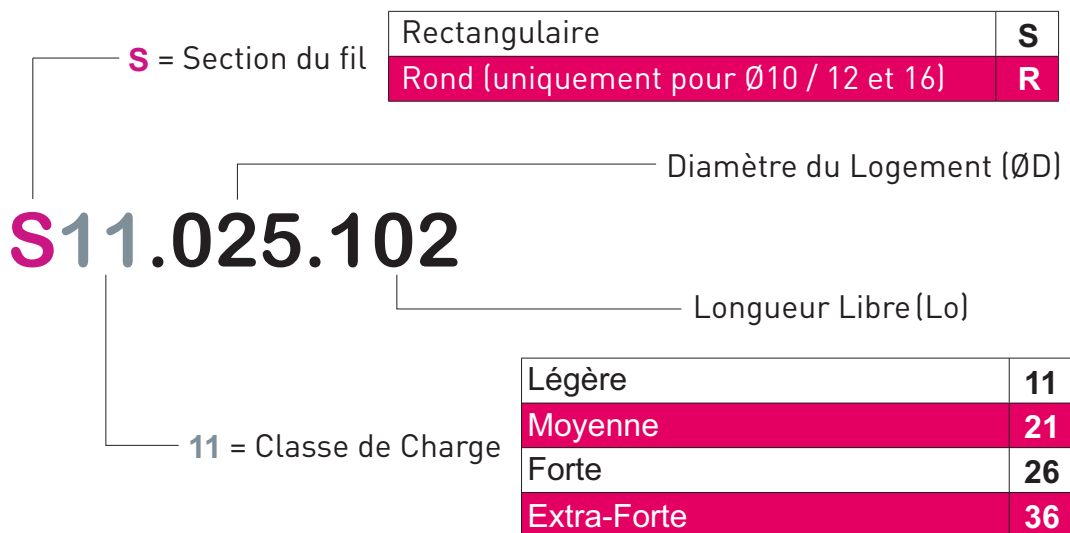 S = Section du fil
Rectangulaire S
Rond (uniquement pour Ø10 / 12 et 16) R
Diamètre du Logement (ØD)
S11.025.102
Longueur Libre (Lo)
11 = Classe de Charge
Légère 11
Moyenne 21
Forte 26
Extra-Forte 36